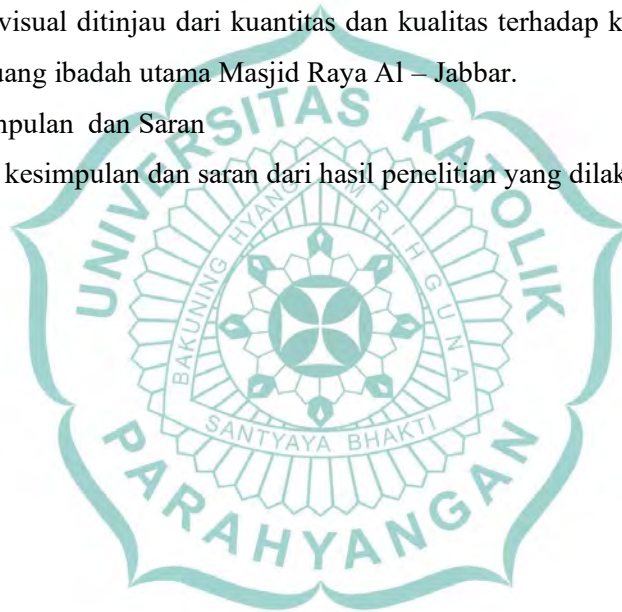 visual ditinjau dari kuantitas dan kualitas terhadap k
uang ibadah utama Masjid Raya Al – Jabbar.
npulan dan Saran
kesimpulan dan saran dari hasil penelitian yang dilak
UNIVERSITAS KATOLIK
PARAHYANGAN
BAKUNING HYANG MRIH GUNA
SANTYAYA BHAKTI